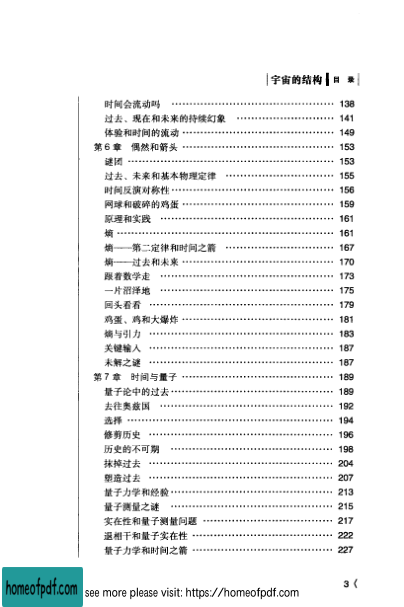 宇宙的结构 目 录
时间会流动吗 ………… 138
过去、现在和未来的持续幻象 ………… 141
体验和时间的流动 ………… 149
第6章 偶然和箭头 ………… 153
谜团 ………… 153
过去、未来和基本物理定律 ………… 155
时间反演对称性 ………… 156
网球和破碎的鸡蛋 ………… 159
原理和实践 ………… 161
熵 ………… 161
熵——第二定律和时间之箭 ………… 167
熵——过去和未来 ………… 170
跟着数学走 ………… 173
一片沼泽地 ………… 175
回头看看 ………… 179
鸡蛋、鸡和大爆炸 ………… 181
熵与引力 ………… 183
关键输入 ………… 187
未解之谜 ………… 187
第7章 时间与量子 ………… 189
量子论中的过去 ………… 189
去往奥兹国 ………… 192
选择 ………… 194
修剪历史 ………… 196
历史的不可期 ………… 198
抹掉过去 ………… 204
塑造过去 ………… 207
量子力学和经验 ………… 213
量子测量之谜 ………… 215
实在性和量子测量问题 ………… 217
退相干和量子实在性 ………… 222
量子力学和时间之箭 ………… 227
3〈
homeofpdf.com see more please visit: https://homeofpdf.com